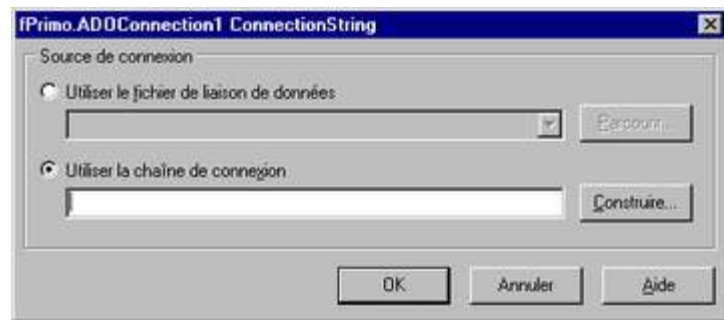 fPrimo.ADOConnection1 ConnectionString
Source de connexion
Utiliser le fichier de liaison de données
Parcourir...
Utiliser la chaîne de connexion
Construire...
OK Annuler Aide